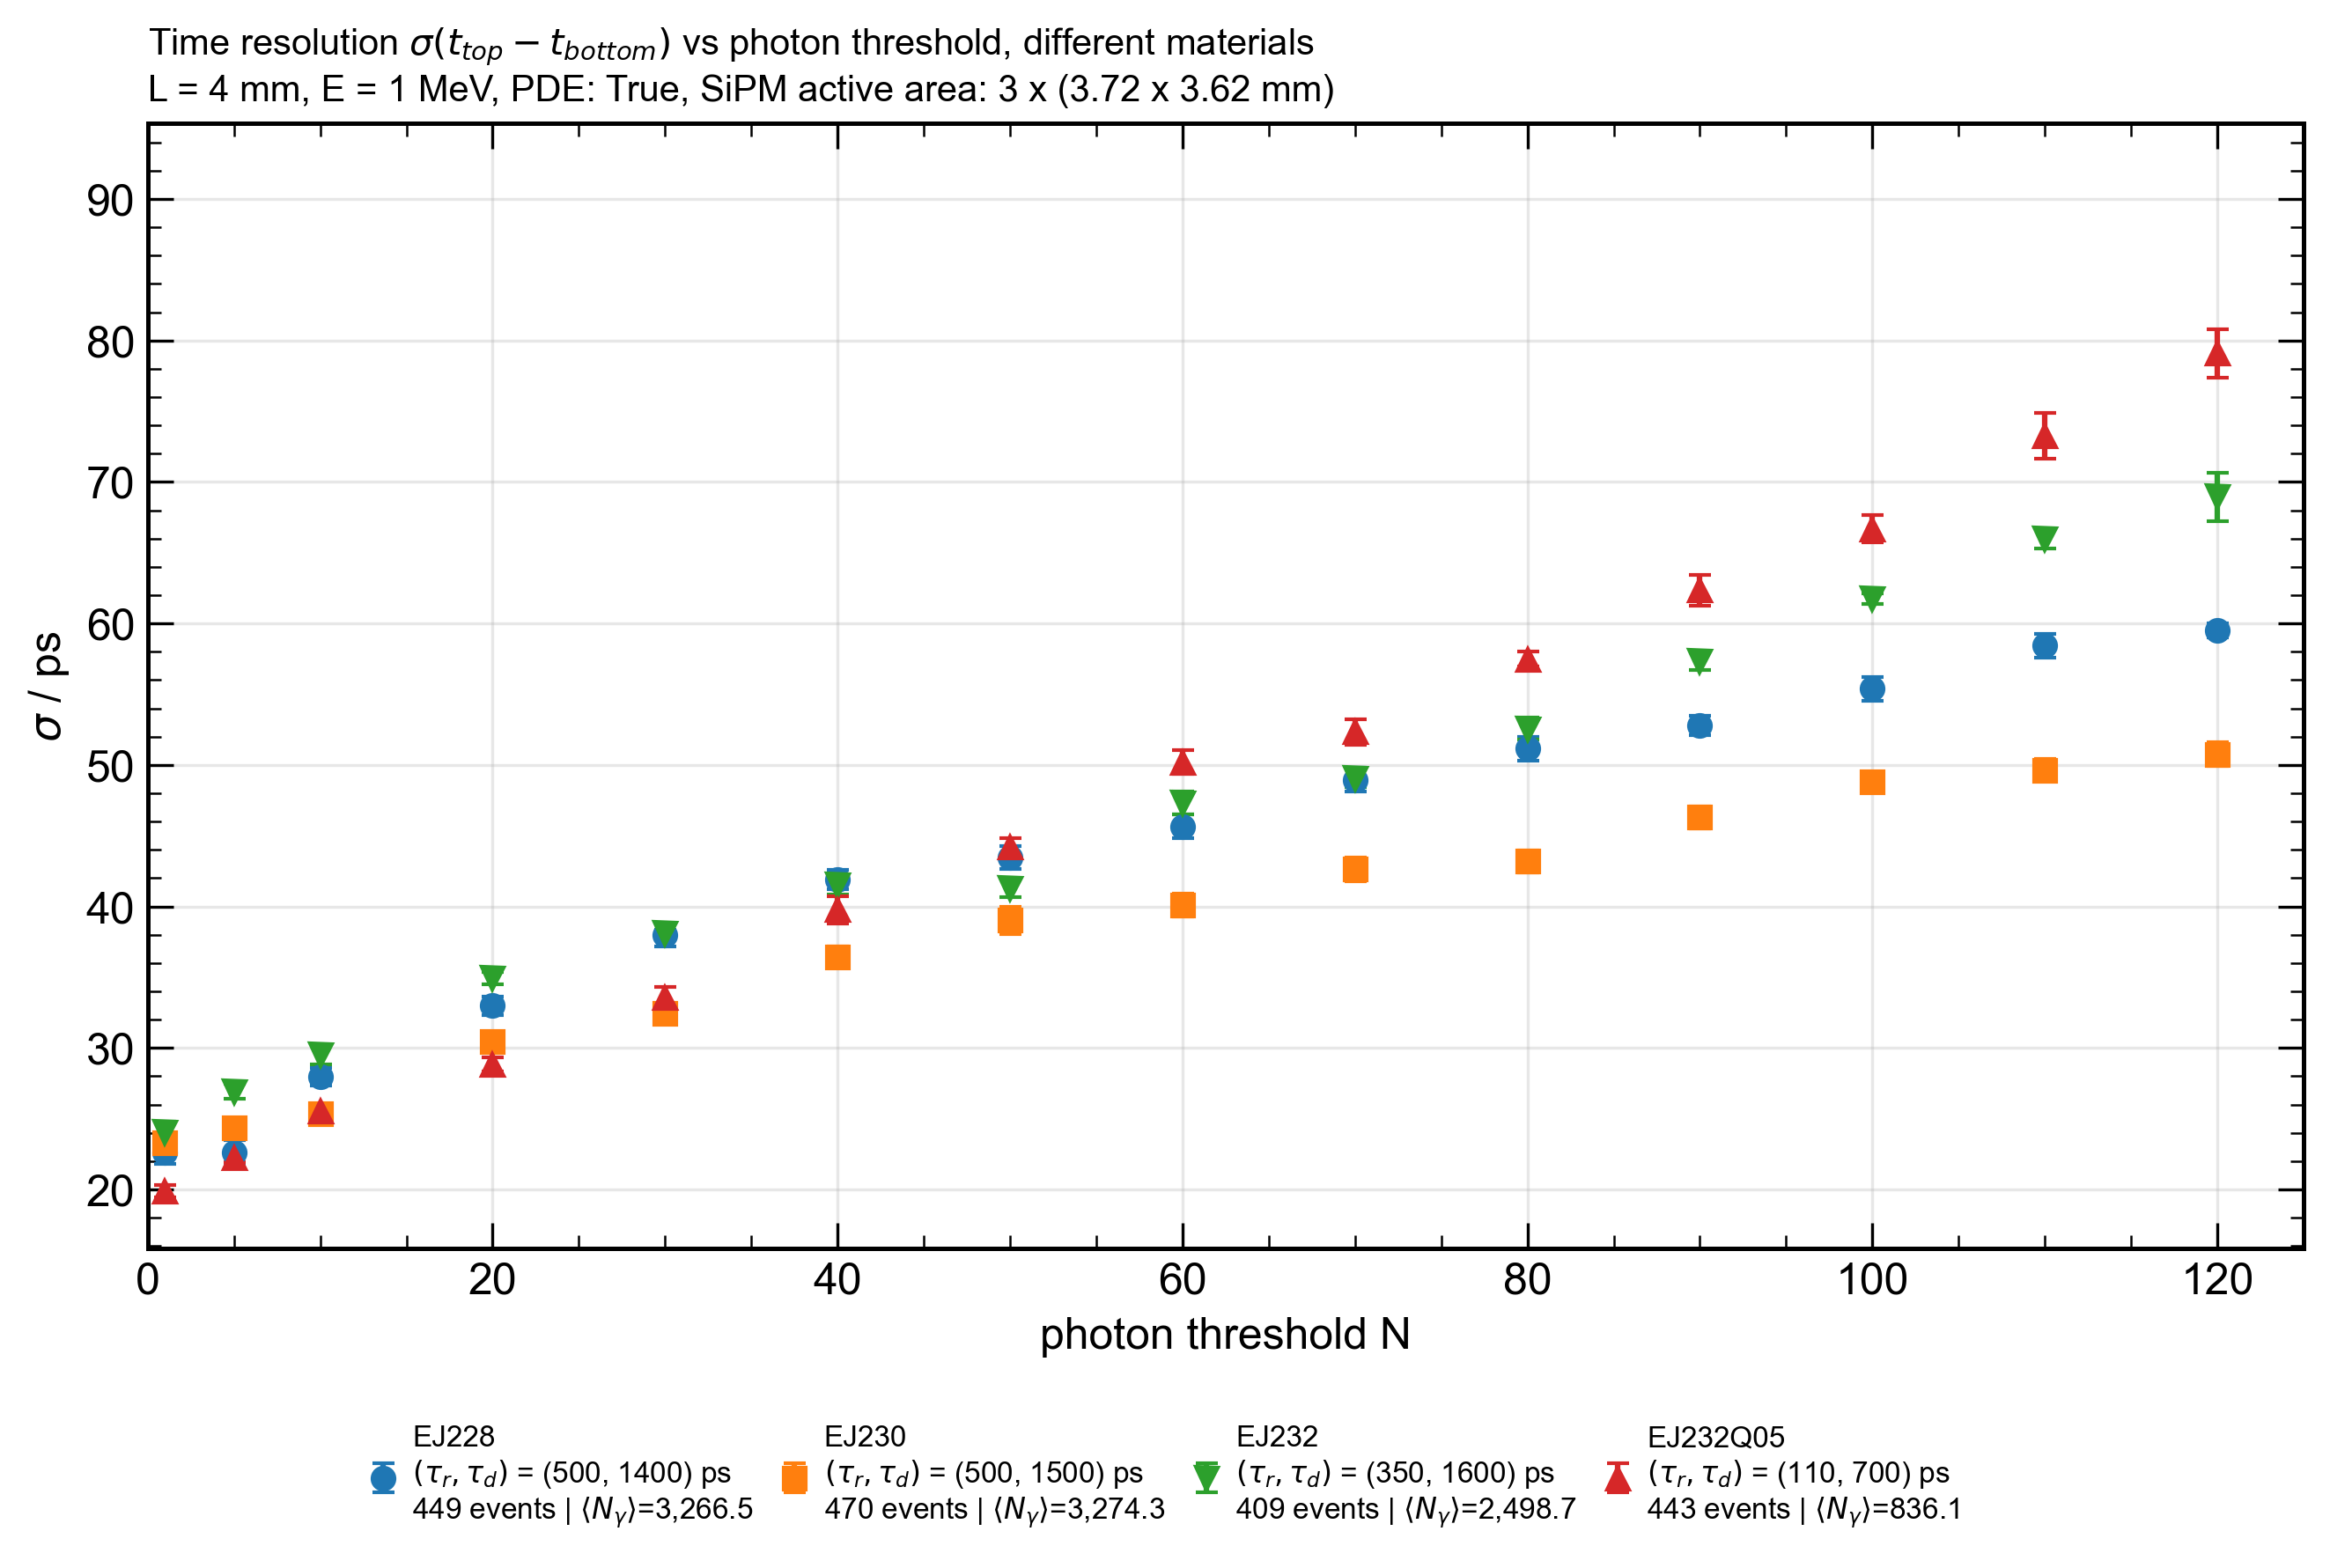 Time resolution σ(t_top − t_bottom) vs photon threshold, different materials
L = 4 mm, E = 1 MeV, PDE: True, SiPM active area: 3 x (3.72 x 3.62 mm)
90
80
70
60
50
40
30
20
σ / ps
0 20 40 60 80 100 120
photon threshold N
EJ228
(τ_r, τ_d) = (500, 1400) ps
449 events | ⟨N_γ⟩=3,266.5
EJ230
(τ_r, τ_d) = (500, 1500) ps
470 events | ⟨N_γ⟩=3,274.3
EJ232
(τ_r, τ_d) = (350, 1600) ps
409 events | ⟨N_γ⟩=2,498.7
EJ232Q05
(τ_r, τ_d) = (110, 700) ps
443 events | ⟨N_γ⟩=836.1